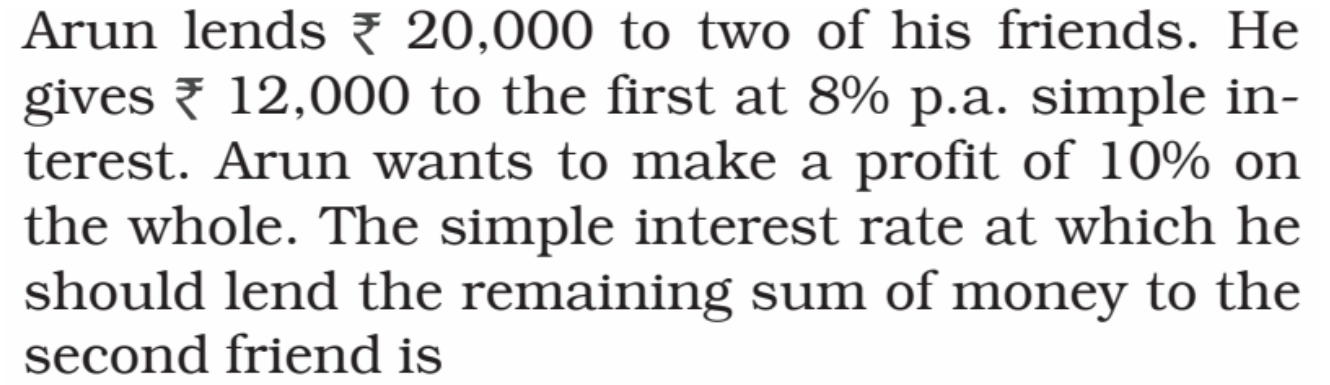 Arun lends ₹ 20,000 to two of his friends. He
gives ₹ 12,000 to the first at 8% p.a. simple in-
terest. Arun wants to make a profit of 10% on
the whole. The simple interest rate at which he
should lend the remaining sum of money to the
second friend is